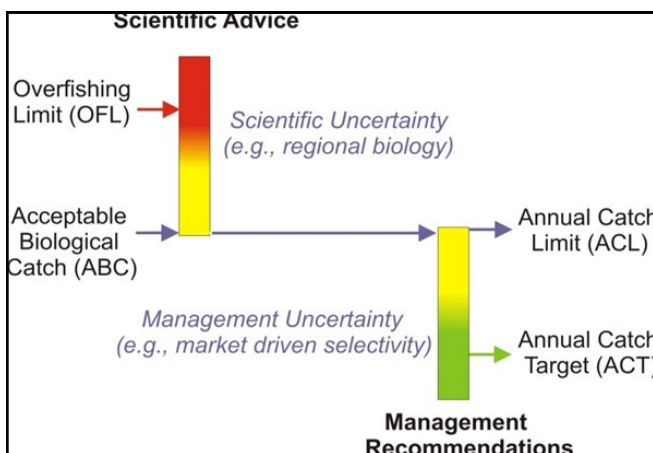 Scientific Advice
Overfishing
Limit (OFL)
Scientific Uncertainty
(e.g., regional biology)
Acceptable
Biological
Catch (ABC)
Annual Catch
Limit (ACL)
Management Uncertainty
(e.g., market driven selectivity)
Annual Catch
Target (ACT)
Management
Recommendations